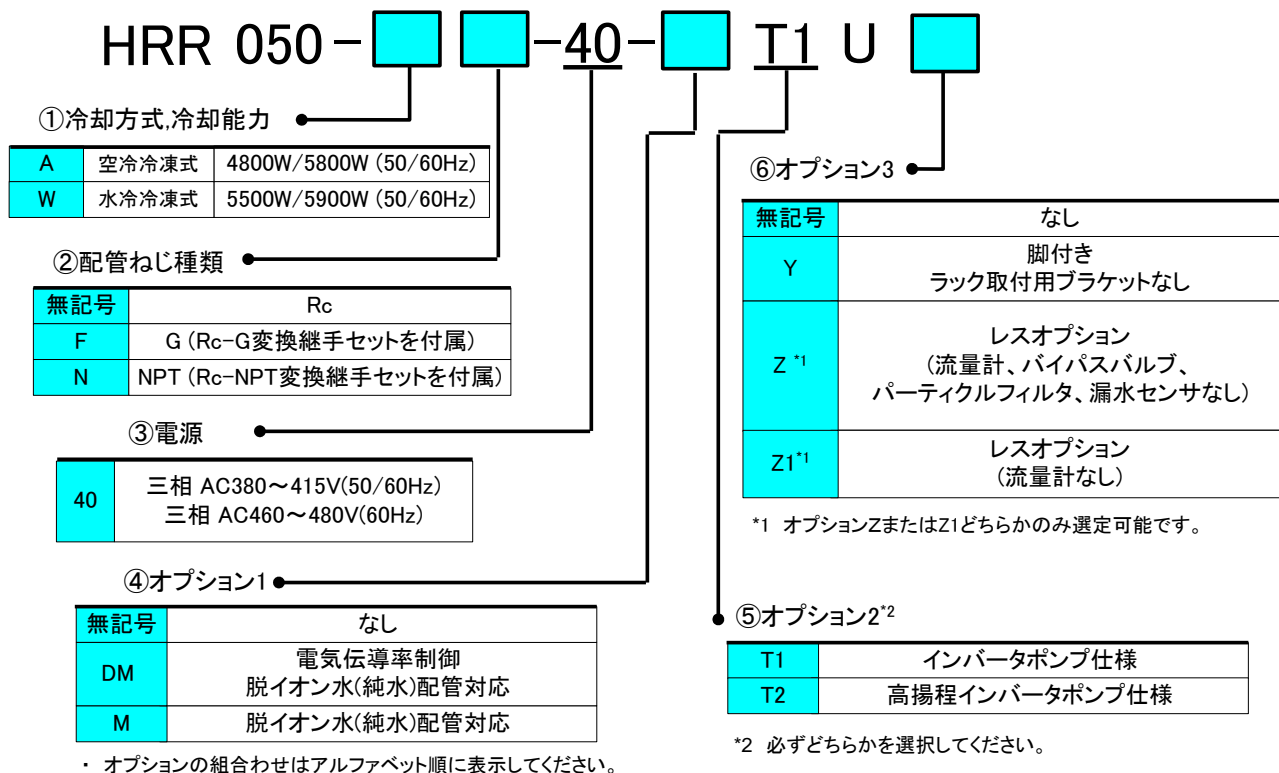 HRR 050- -40- T1 U
①冷却方式,冷却能力
A 空冷冷凍式 4800W/5800W (50/60Hz)
W 水冷冷凍式 5500W/5900W (50/60Hz)
②配管ねじ種類
無記号 Rc
F G (Rc-G変換継手セットを付属)
N NPT (Rc-NPT変換継手セットを付属)
③電源
40 三相 AC380~415V(50/60Hz)
三相 AC460~480V(60Hz)
④オプション1
無記号 なし
DM 電気伝導率制御
脱イオン水(純水)配管対応
M 脱イオン水(純水)配管対応
・ オプションの組合わせはアルファベット順に表示してください。
⑥オプション3
無記号 なし
Y 脚付き
ラック取付用ブラケットなし
Z *1 レスオプション
(流量計、バイパスバルブ、
パーティクルフィルタ、漏水センサなし)
Z1*1 レスオプション
(流量計なし)
*1 オプションZまたはZ1どちらかのみ選定可能です。
⑤オプション2*2
T1 インバータポンプ仕様
T2 高揚程インバータポンプ仕様
*2 必ずどちらかを選択してください。